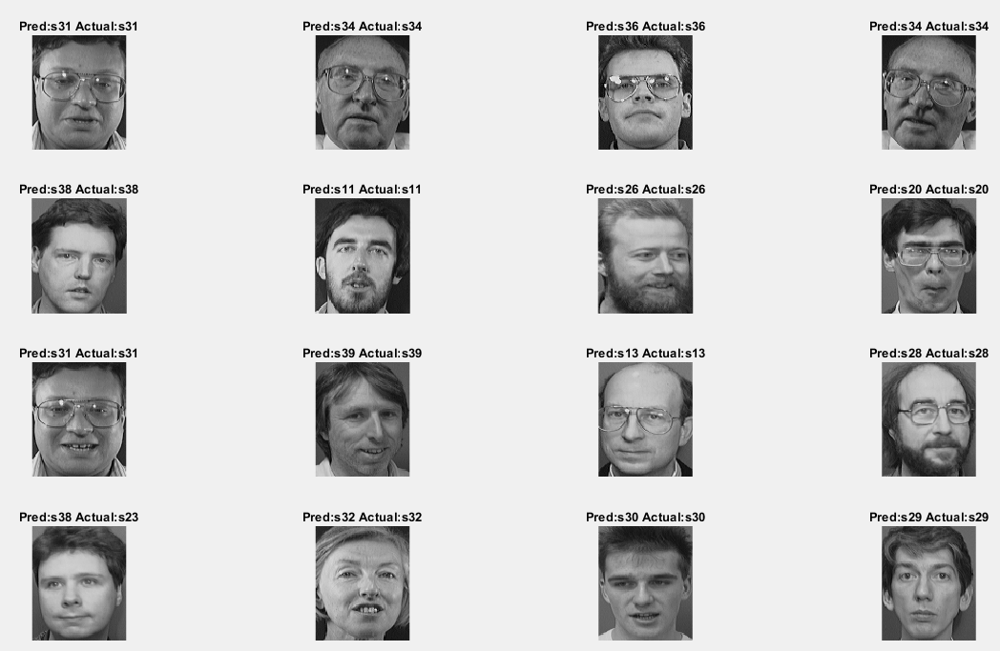 Pred:s31 Actual:s31
Pred:s34 Actual:s34
Pred:s36 Actual:s36
Pred:s34 Actual:s34
Pred:s38 Actual:s38
Pred:s11 Actual:s11
Pred:s26 Actual:s26
Pred:s20 Actual:s20
Pred:s31 Actual:s31
Pred:s39 Actual:s39
Pred:s13 Actual:s13
Pred:s28 Actual:s28
Pred:s38 Actual:s23
Pred:s32 Actual:s32
Pred:s30 Actual:s30
Pred:s29 Actual:s29